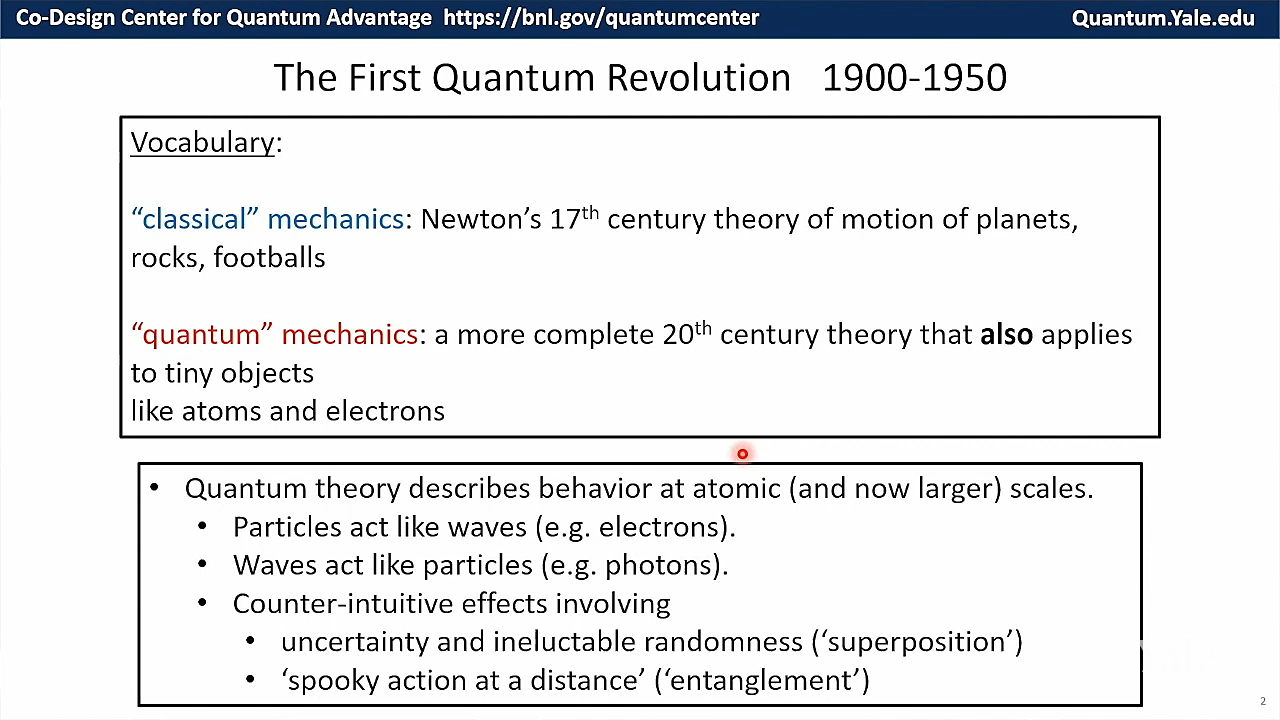 Co-Design Center for Quantum Advantage https://bnl.gov/quantumcenter Quantum.Yale.edu
The First Quantum Revolution 1900-1950
Vocabulary:
“classical” mechanics: Newton’s 17th century theory of motion of planets,
rocks, footballs
“quantum” mechanics: a more complete 20th century theory that also applies
to tiny objects
like atoms and electrons
• Quantum theory describes behavior at atomic (and now larger) scales.
• Particles act like waves (e.g. electrons).
• Waves act like particles (e.g. photons).
• Counter-intuitive effects involving
• uncertainty and ineluctable randomness (‘superposition’)
• ‘spooky action at a distance’ (‘entanglement’)
2